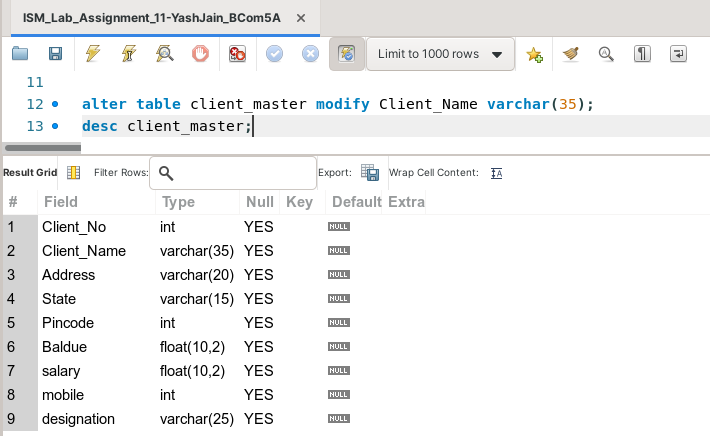 ISM_Lab_Assignment_11-YashJain_BCom5A ×
Limit to 1000 rows
11
12 alter table client_master modify Client_Name varchar(35);
13 desc client_master;
Result Grid Filter Rows: Export: Wrap Cell Content: IA
# Field Type Null Key Default Extra
1 Client_No int YES NULL
2 Client_Name varchar(35) YES NULL
3 Address varchar(20) YES NULL
4 State varchar(15) YES NULL
5 Pincode int YES NULL
6 Baldue float(10,2) YES NULL
7 salary float(10,2) YES NULL
8 mobile int YES NULL
9 designation varchar(25) YES NULL